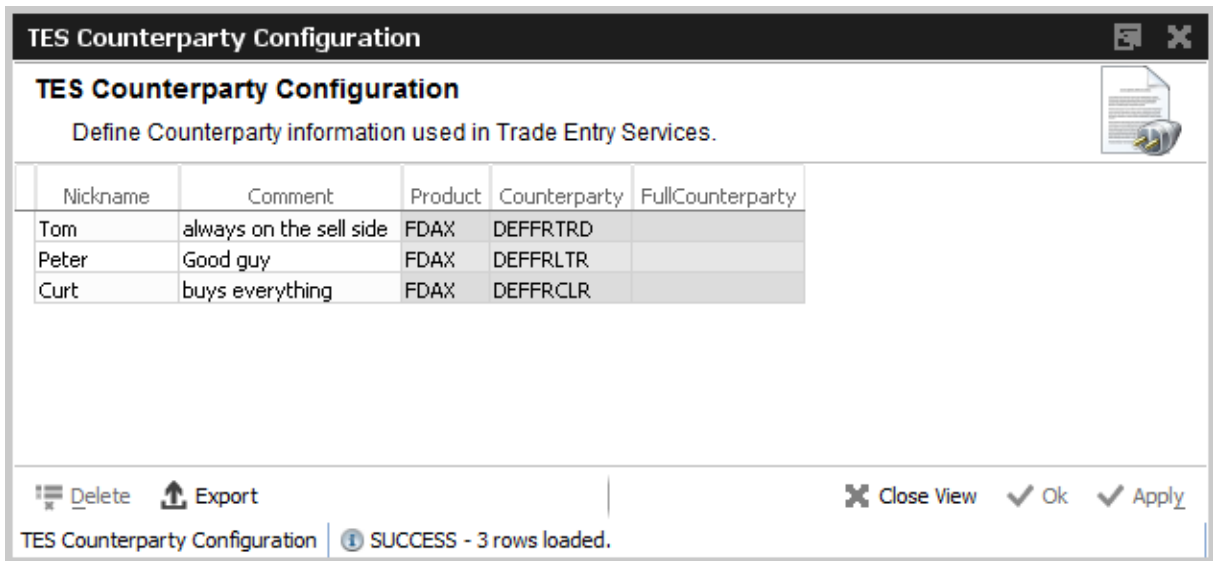 TES Counterparty Configuration
TES Counterparty Configuration
Define Counterparty information used in Trade Entry Services.
Nickname Comment Product Counterparty FullCounterparty
Tom always on the sell side FDAX DEFFRTRD
Peter Good guy FDAX DEFFRLTR
Curt buys everything FDAX DEFFRCLR
Delete Export Close View Ok Apply
TES Counterparty Configuration SUCCESS - 3 rows loaded.